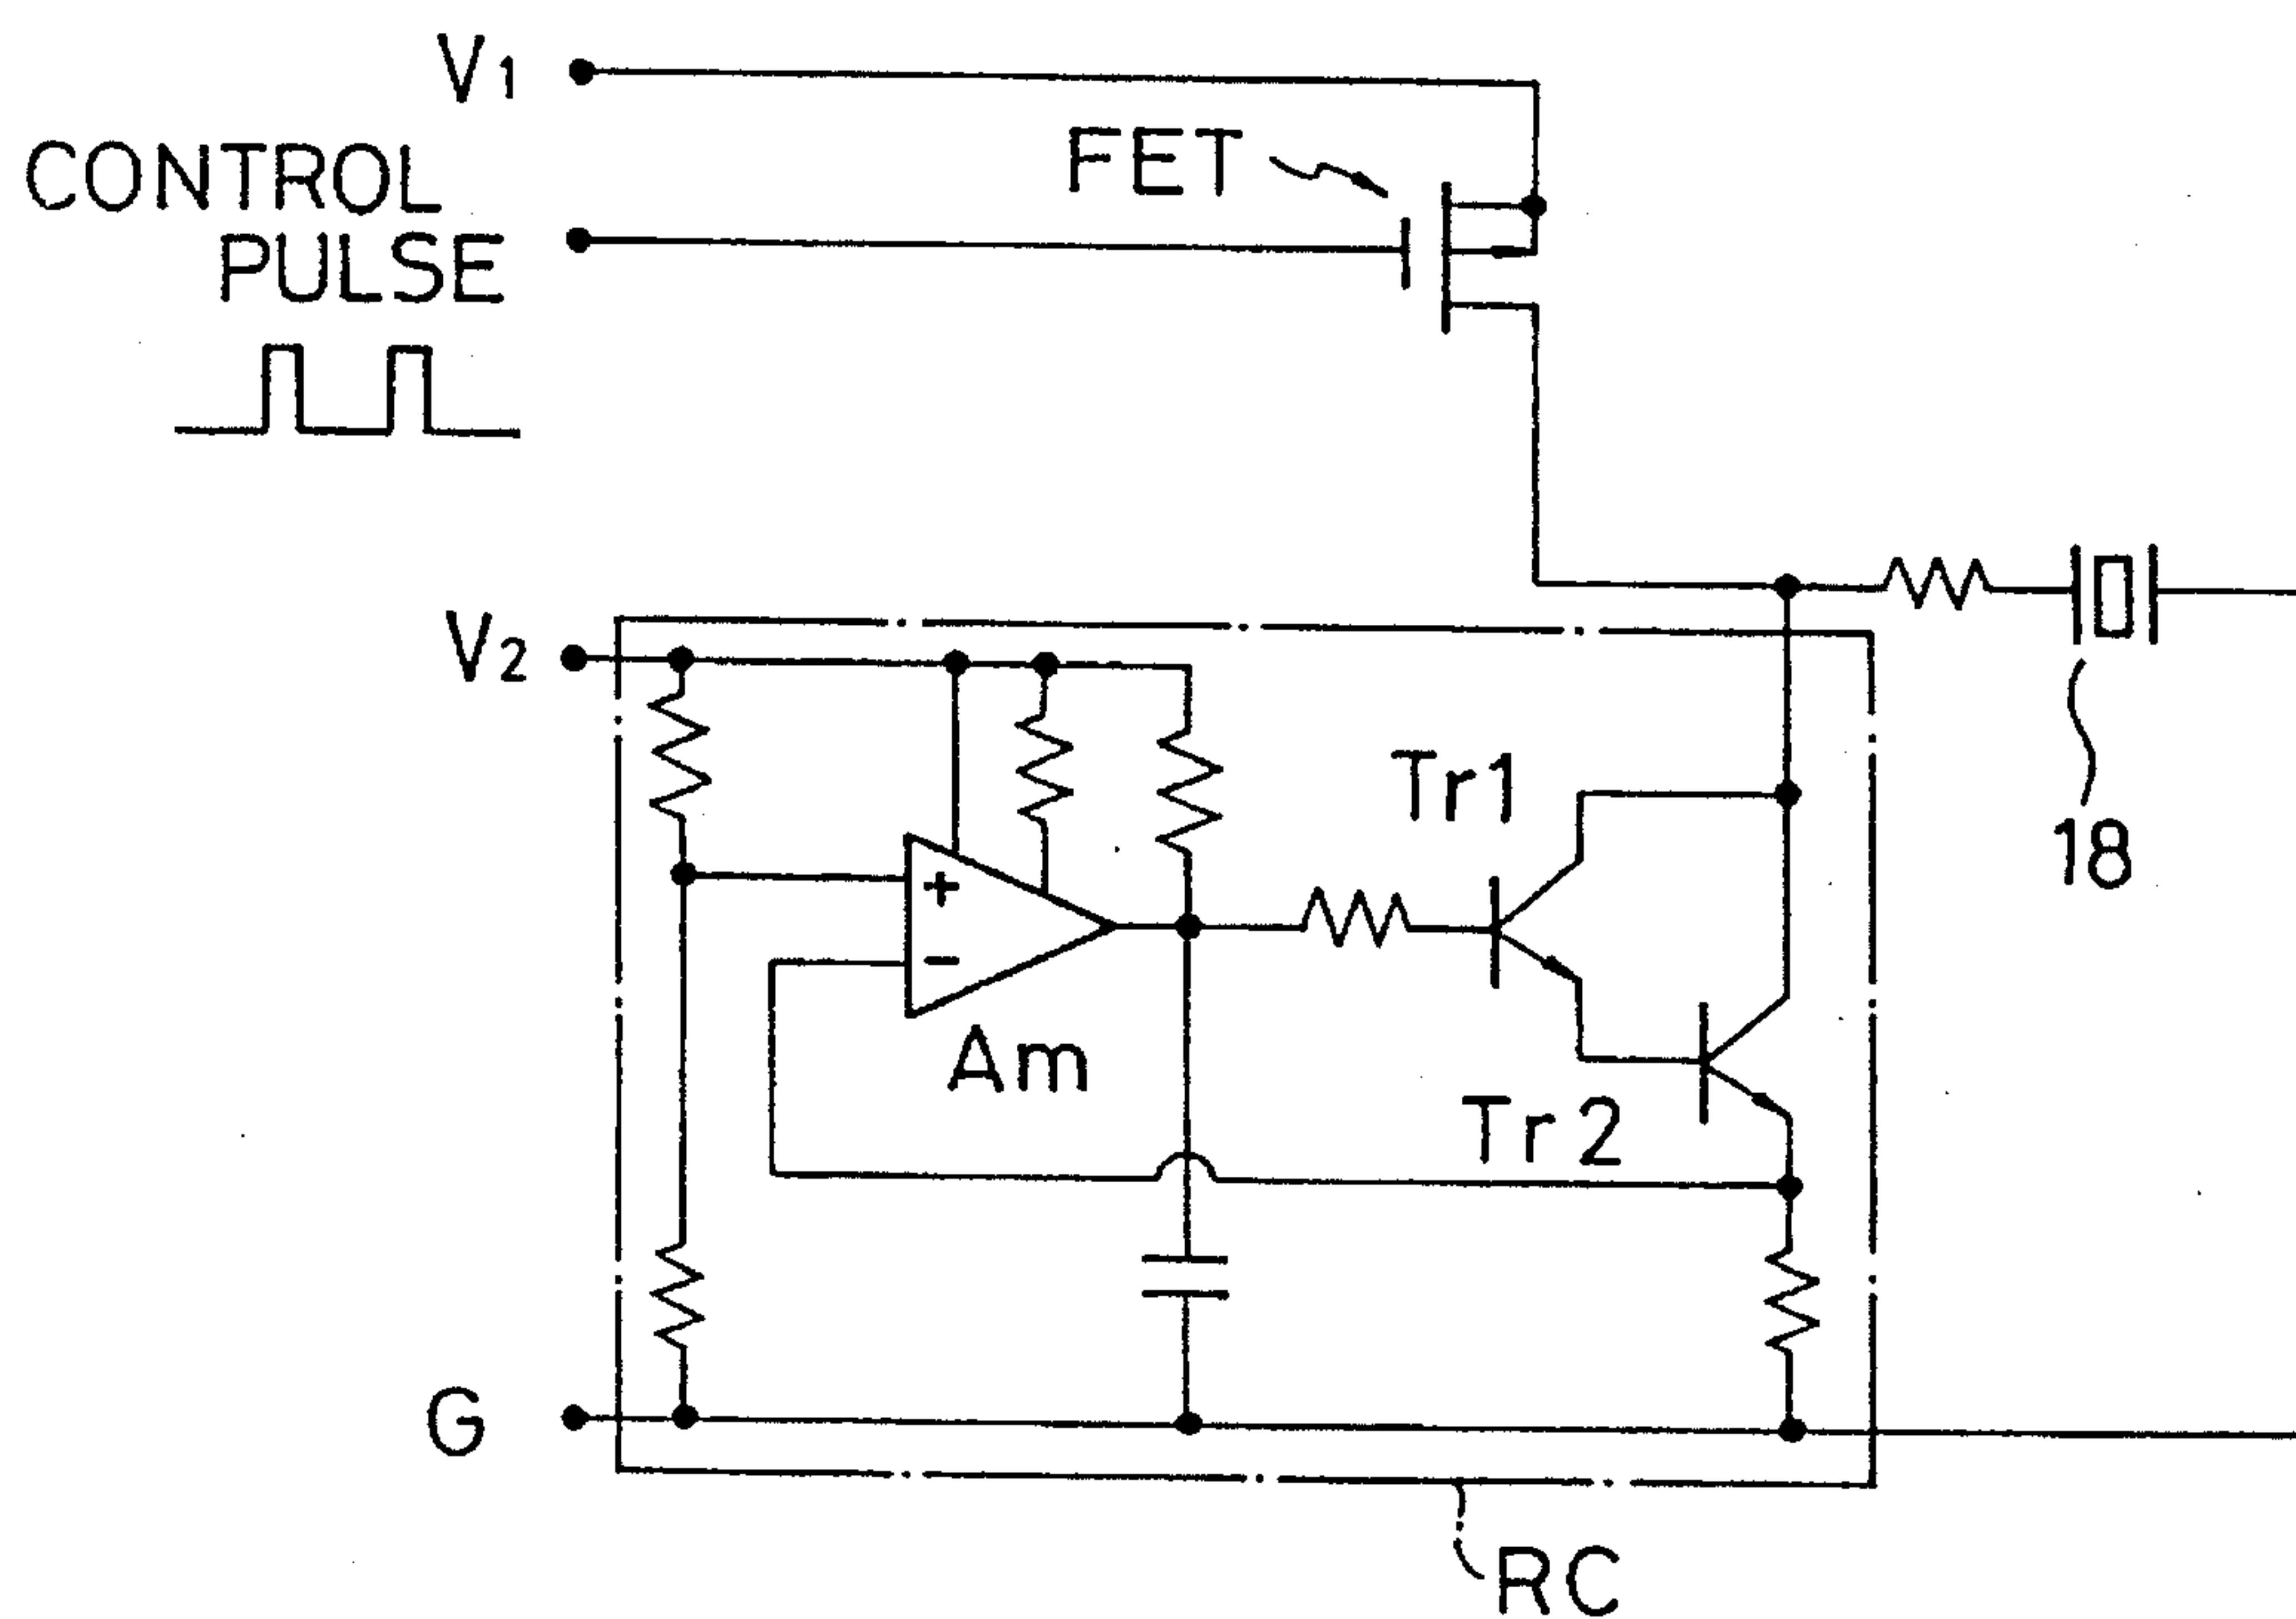 V1
FET
CONTROL
PULSE
V2
Tr1
18
+
-
Am
Tr2
G
RC